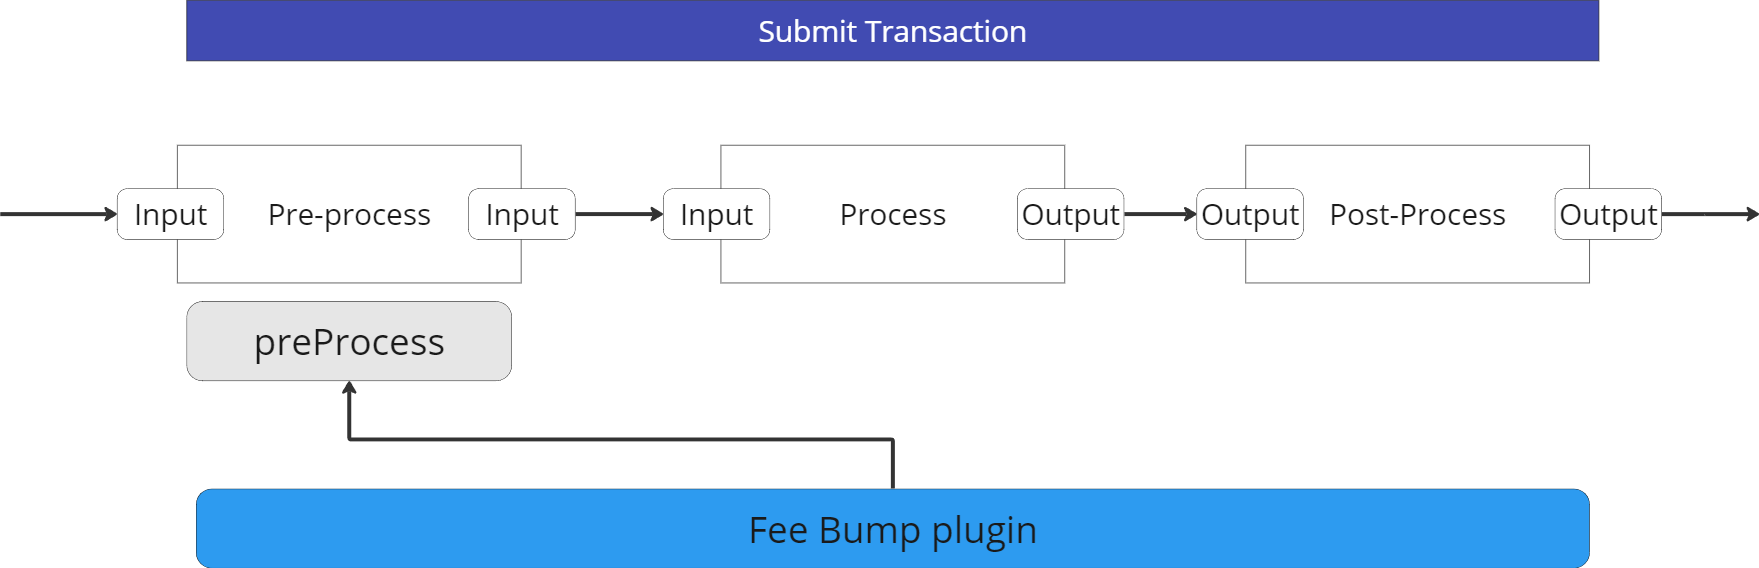 Submit Transaction
Input
Pre-process
Input
Input
Process
Output
Output
Post-Process
Output
preProcess
Fee Bump plugin